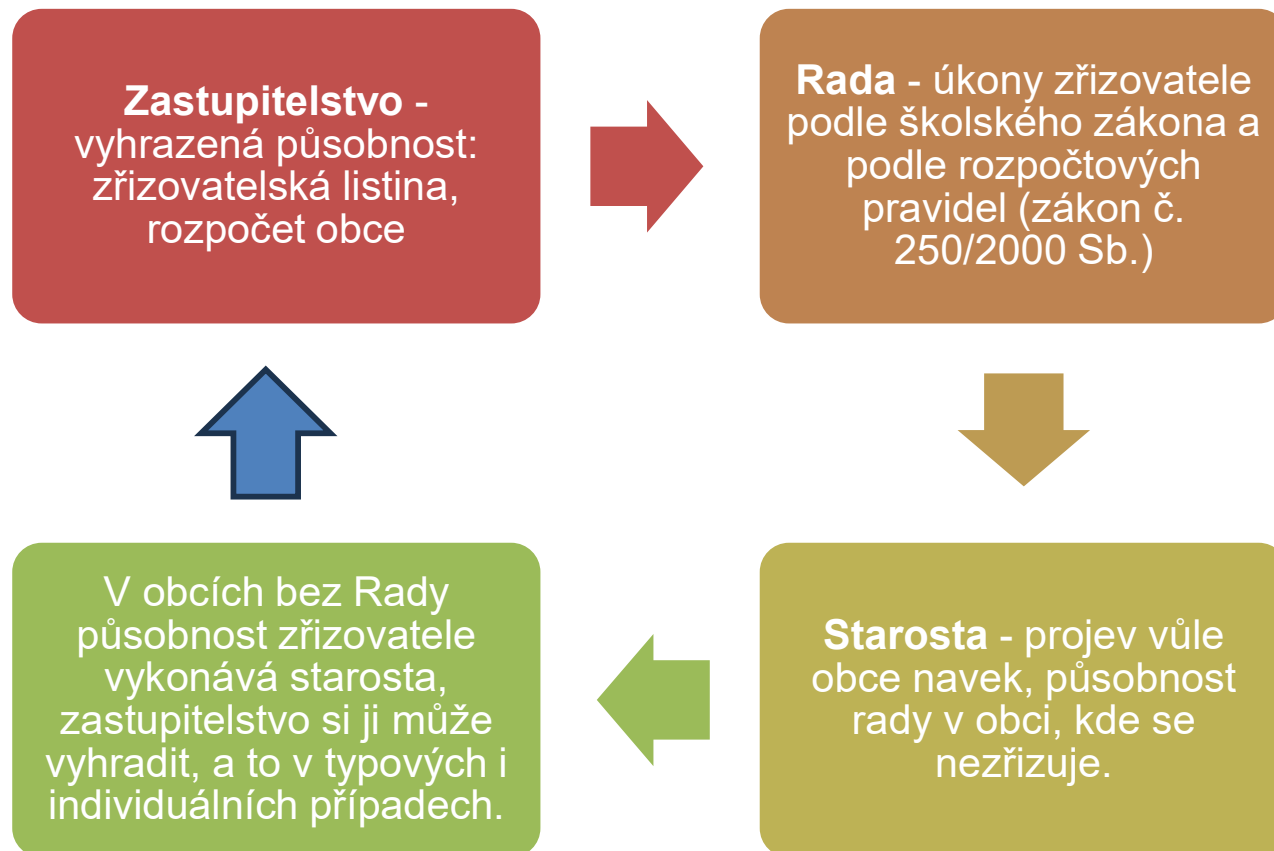 Zastupitelstvo -
vyhrazená působnost:
zřizovatelská listina,
rozpočet obce
Rada - úkony zřizovatele
podle školského zákona a
podle rozpočtových
pravidel (zákon č.
250/2000 Sb.)
Starosta - projev vůle
obce navek, působnost
rady v obci, kde se
nezřizuje.
V obcích bez Rady
působnost zřizovatele
vykonává starosta,
zastupitelstvo si ji může
vyhradit, a to v typových i
individuálních případech.